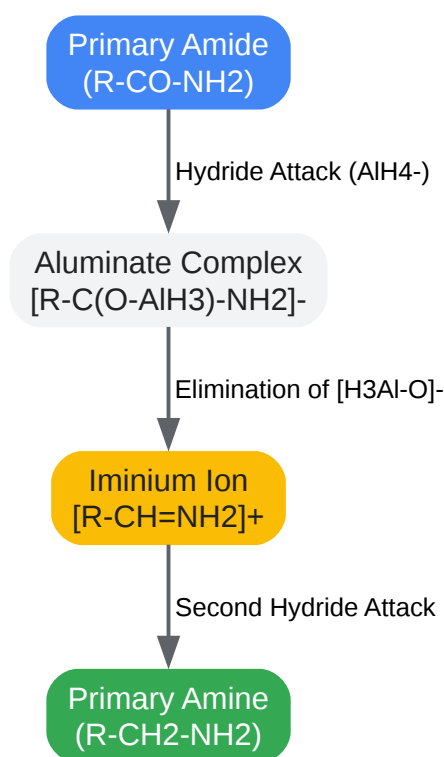 Primary Amide
(R-CO-NH2)
Hydride Attack (AlH4-)
Aluminate Complex
[R-C(O-AlH3)-NH2]-
Elimination of [H3Al-O]-
Iminium Ion
[R-CH=NH2]+
Second Hydride Attack
Primary Amine
(R-CH2-NH2)